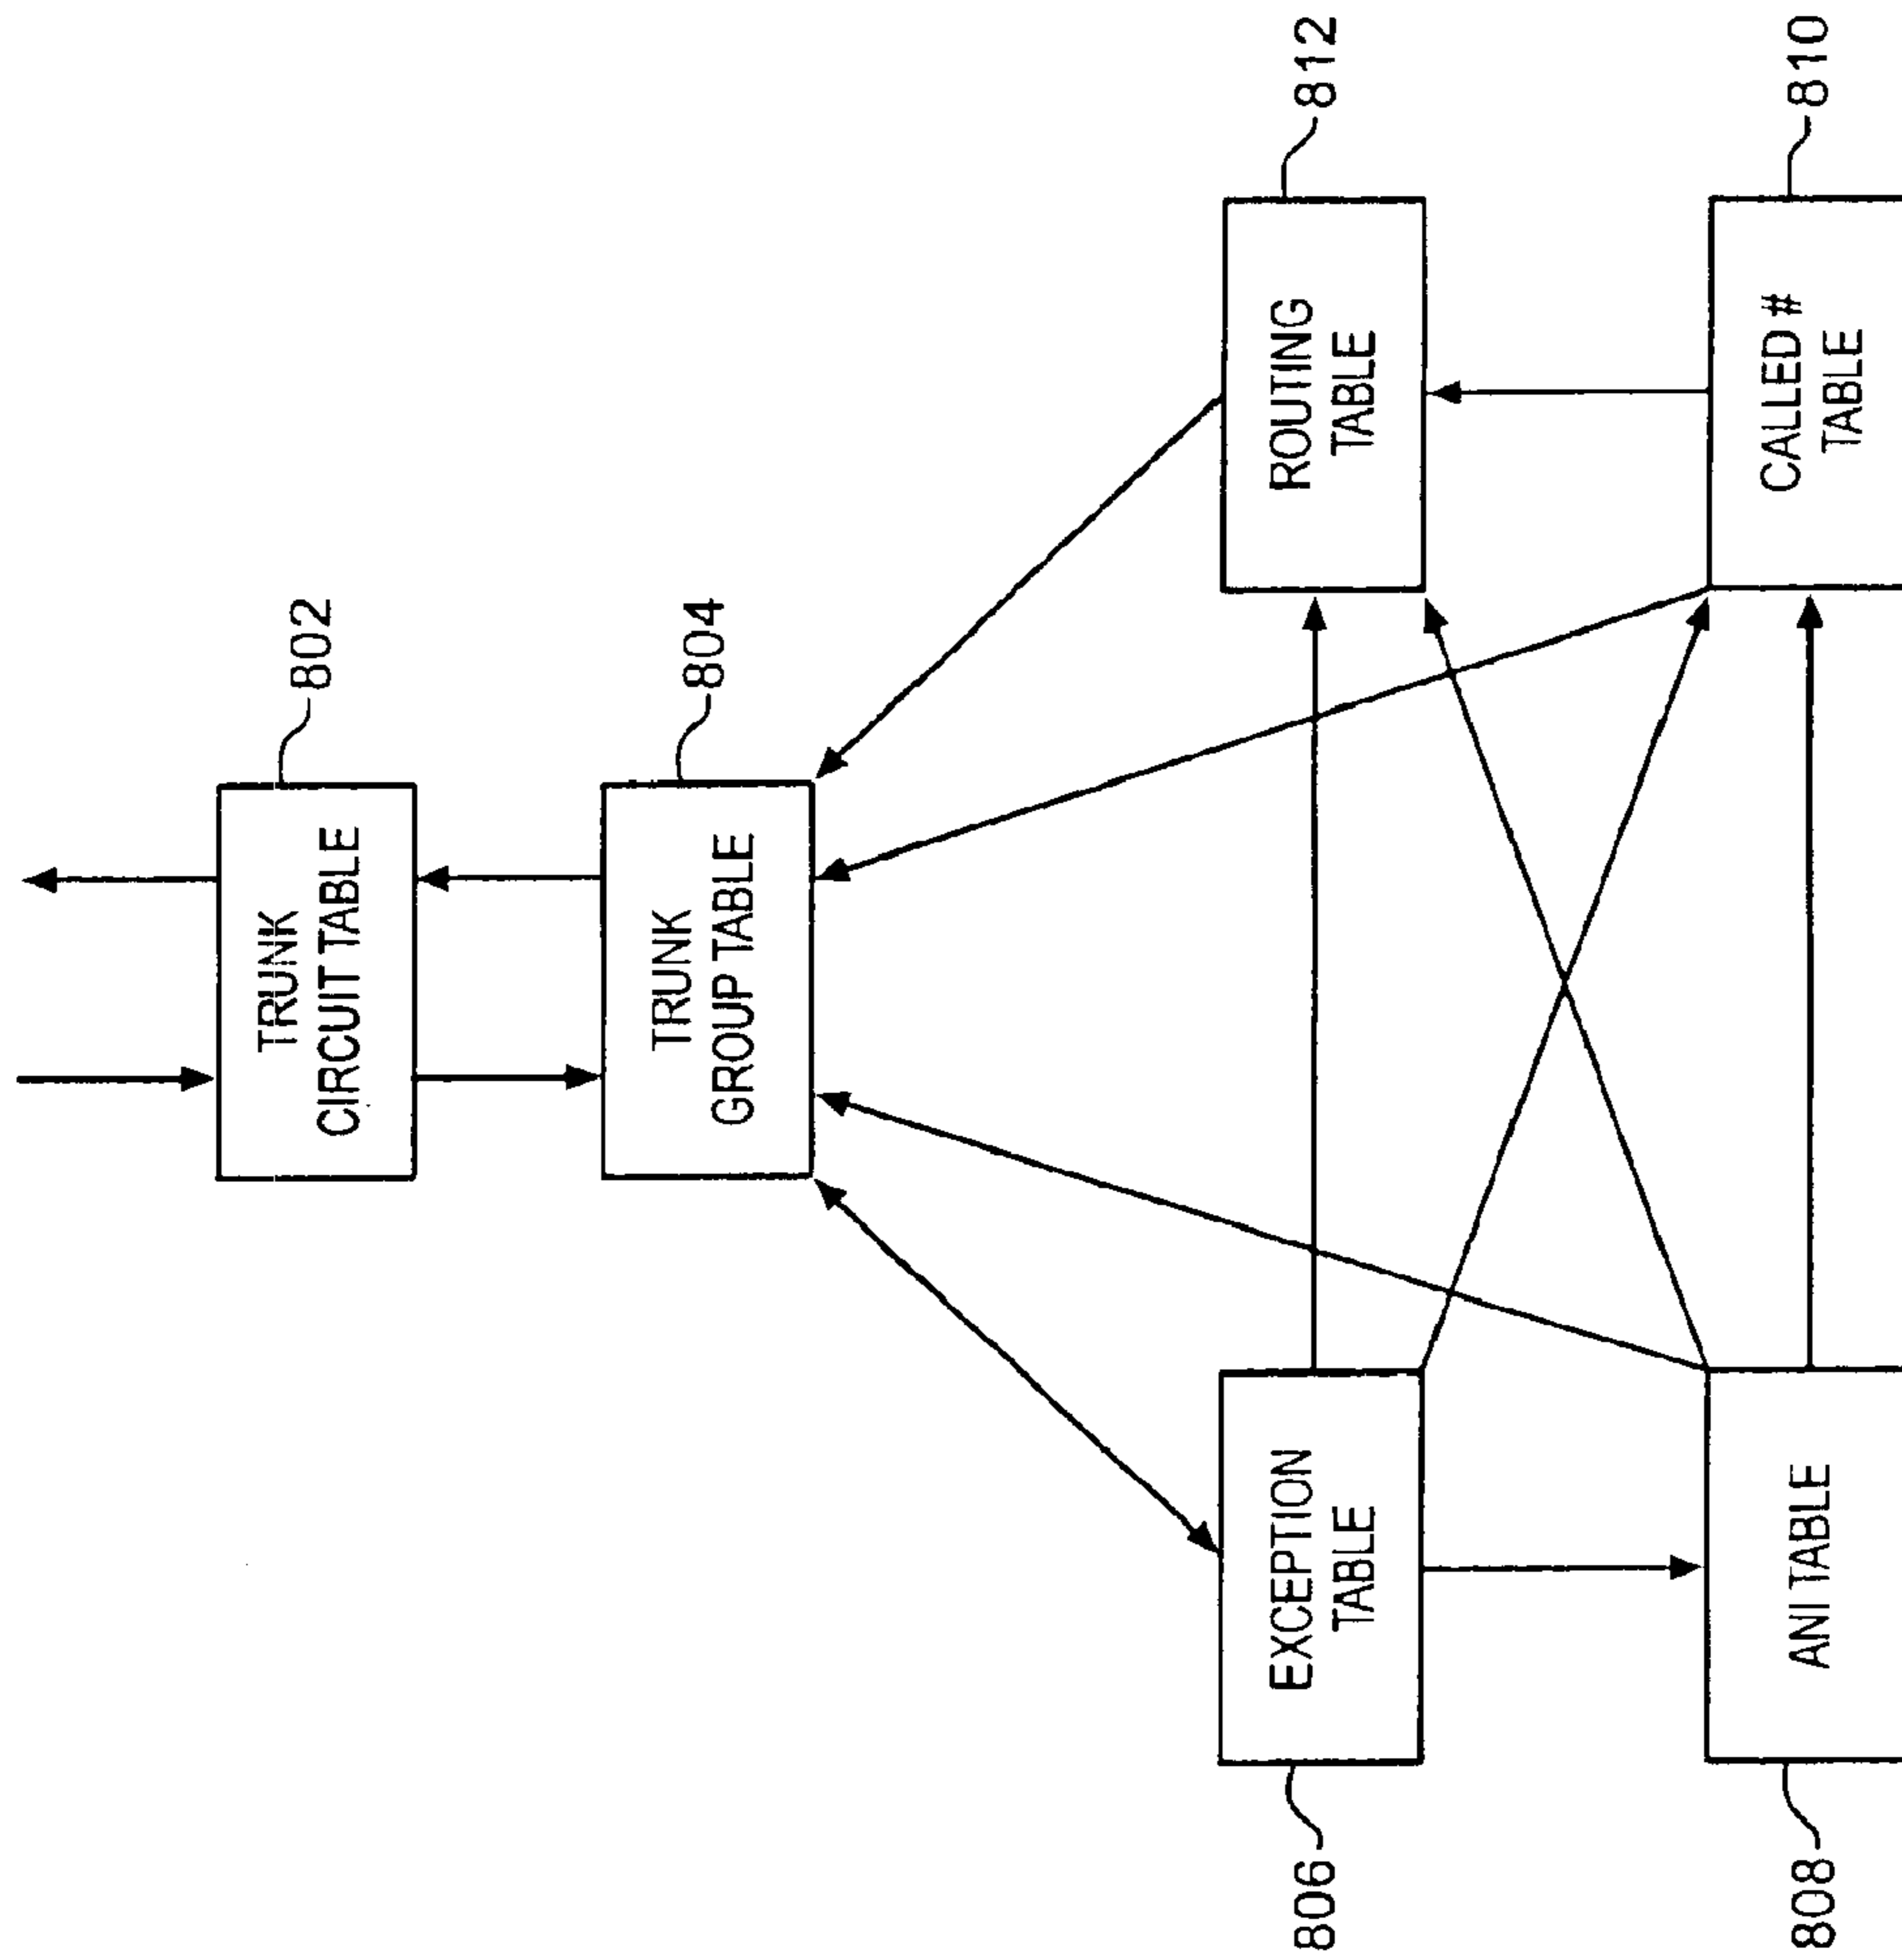 802
TRUNK
CIRCUIT TABLE
804
TRUNK
GROUP TABLE
806
EXCEPTION
TABLE
812
ROUTING
TABLE
808
ANI TABLE
810
CALLED #
TABLE